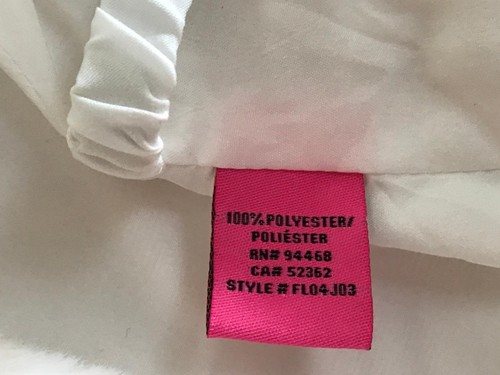 100% POLYESTER/
POLIÉSTER
RN# 94468
CA# 52362
STYLE # FL04J03